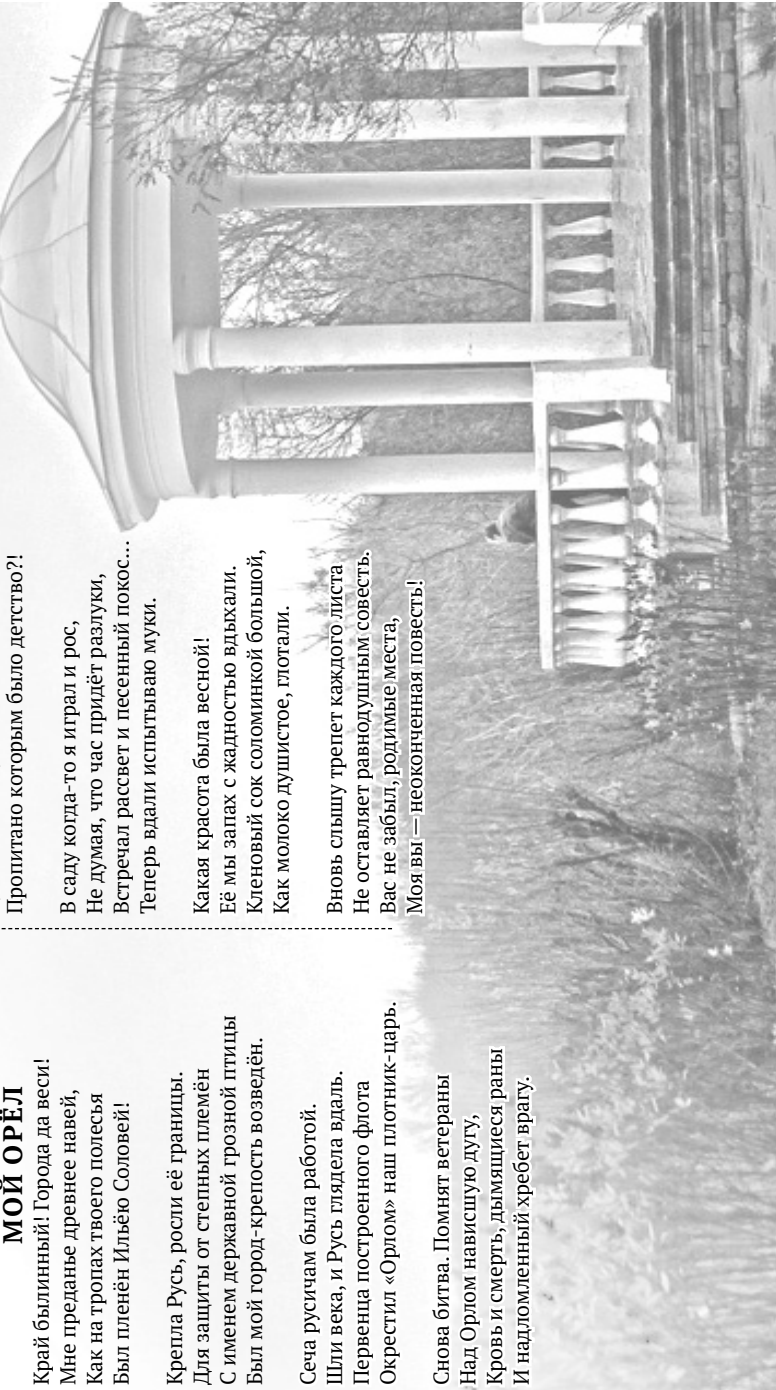 МОЙ ОРЁЛ
Край былинный! Города да веси!
Мне преданье древнее навей,
Как на тропах твоего полесья
Был пленён Ильёю Соловей!
Крепла Русь, росли её границы.
Для защиты от степных племён
С именем державной грозной птицы
Был мой город-крепость возведён.
Сеча русичам была работой.
Шли века, и Русь глядела вдаль.
Первенца построенного флота
Окрестил «Орлом» наш плотник-царь.
Снова битва. Помнят ветераны
Над Орлом нависшую дугу,
Кровь и смерть, дымящиеся раны
И надломленный хребет врагу.
Пропитано которым было детство?!
В саду когда-то я играл и рос,
Не думая, что час придёт разлуки,
Встречал рассвет и песенный покос...
Теперь вдали испытываю муки.
Какая красота была весной!
Её мы запах с жадностью вдыхали.
Кленовый сок соломинкой большой,
Как молоко душистое, глотали.
Вновь слышу трепет каждого листа
Не оставляет равнодушным совесть.
Вас не забыл, родимые места,
Моя вы — неоконченная повесть!